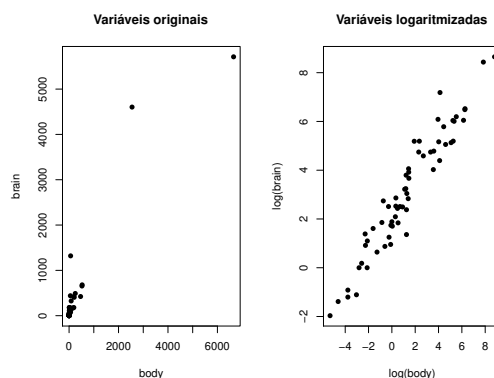 Variáveis originais
brain
5000
4000
3000
2000
1000
0
0 2000 4000 6000
body
Variáveis logaritmizadas
log(brain)
8
6
4
2
0
−2
−4 −2 0 2 4 6 8
log(body)